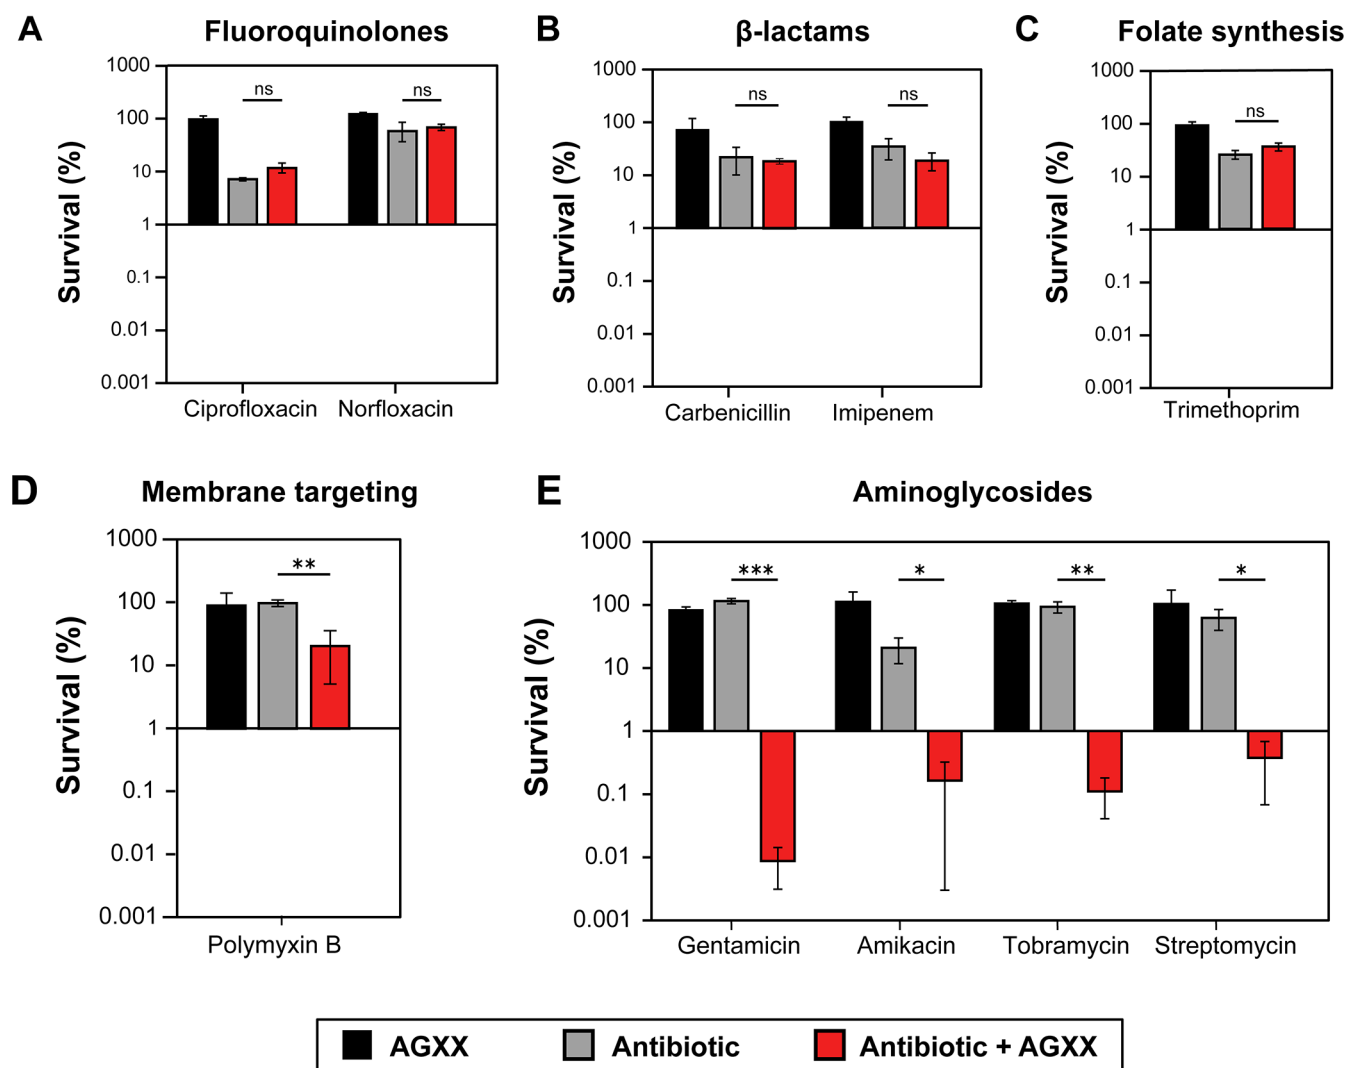 A Fluoroquinolones
Survival (%)
1000
100
10
1
0.1
0.01
0.001
ns ns
Ciprofloxacin Norfloxacin
B β-lactams
Survival (%)
1000
100
10
1
0.1
0.01
0.001
ns ns
Carbenicillin Imipenem
C Folate synthesis
Survival (%)
1000
100
10
1
0.1
0.01
0.001
ns
Trimethoprim
D Membrane targeting
Survival (%)
1000
100
10
1
0.1
0.01
0.001
**
Polymyxin B
E Aminoglycosides
Survival (%)
1000
100
10
1
0.1
0.01
0.001
*** * ** *
Gentamicin Amikacin Tobramycin Streptomycin
AGXX Antibiotic Antibiotic + AGXX